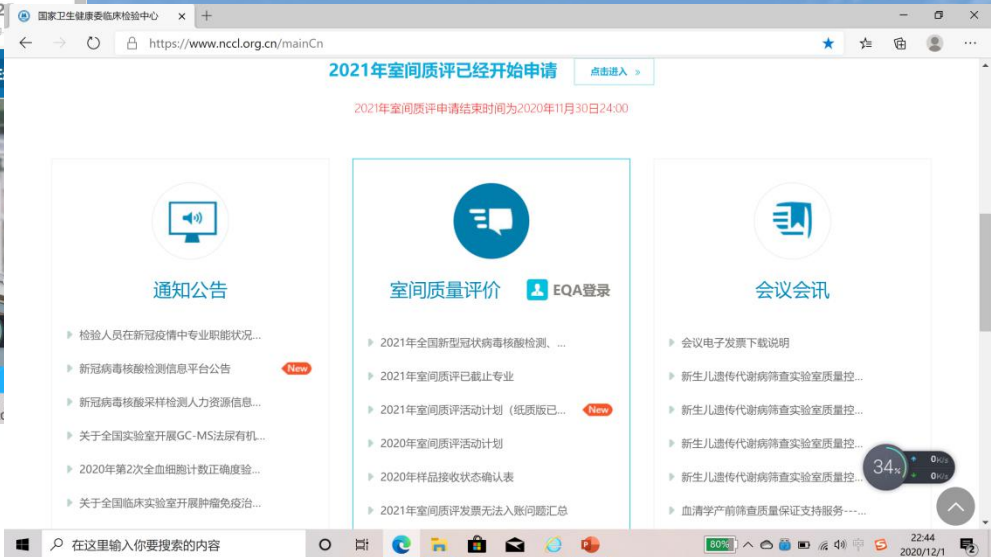 国家卫生健康委临床检验中心
https://www.nccl.org.cn/mainCn
2021年室间质评已经开始申请
点击进入 »
2021年室间质评申请结束时间为2020年11月30日24:00
通知公告
检验人员在新冠疫情中专业职能状况...
新冠病毒核酸检测信息平台公告
New
新冠病毒核酸采样检测人力资源信息...
关于全国实验室开展GC-MS法尿有机...
2020年第2次全血细胞计数正确度验...
关于全国临床实验室开展肿瘤免疫治...
室间质量评价
EQA登录
2021年全国新型冠状病毒核酸检测、...
2021年室间质评已截止专业
2021年室间质评活动计划（纸质版已...
New
2020年室间质评活动计划
2020年样品接收状态确认表
2021年室间质评发票无法入账问题汇总
会议会讯
会议电子发票下载说明
新生儿遗传代谢病筛查实验室质量控...
新生儿遗传代谢病筛查实验室质量控...
新生儿遗传代谢病筛查实验室质量控...
新生儿遗传代谢病筛查实验室质量控...
血清学产前筛查质量保证支持服务---...
34%
0K/s
0K/s
在这里输入你要搜索的内容
80%
中
22:44
2020/12/1